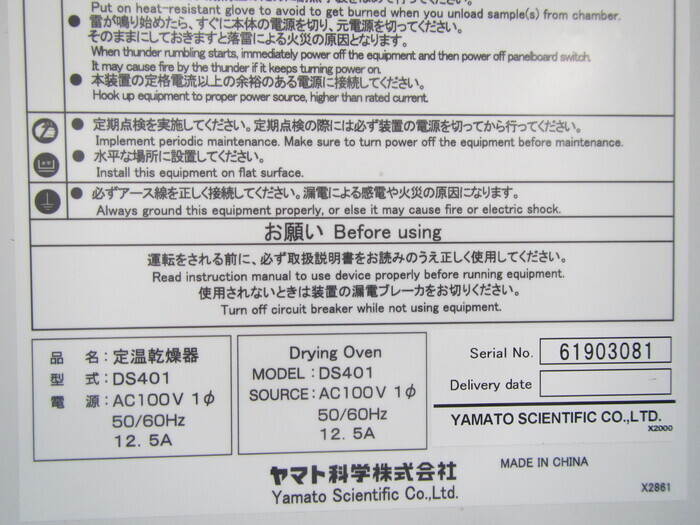 Put on heat-resistant glove to avoid to get burned when you unload sample(s) from chamber.
● 雷が鳴り始めたら、すぐに本体の電源を切り、元電源を切ってください。
そのままにしておきますと落雷による火災の原因となります。
When thunder rumbling starts, immediately power off the equipment and then power off panelboard switch.
It may cause fire by the thunder if it keeps turning power on.
● 本装置の定格電流以上の余裕のある電源に接続してください。
Hook up equipment to proper power source, higher than rated current.
● 定期点検を実施してください。定期点検の際には必ず装置の電源を切ってから行ってください。
Implement periodic maintenance. Make sure to turn power off the equipment before maintenance.
● 水平な場所に設置してください。
Install this equipment on flat surface.
● 必ずアース線を正しく接続してください。漏電による感電や火災の原因になります。
Always ground this equipment properly, or else it may cause fire or electric shock.
お願い Before using
運転をされる前に、必ず取扱説明書をお読みのうえ正しく使用してください。
Read instruction manual to use device properly before running equipment.
使用されないときは装置の漏電ブレーカをお切りください。
Turn off circuit breaker while not using equipment.
品 名：定温乾燥器
型 式：DS401
電 源：AC100V 1φ
50/60Hz
12. 5A
Drying Oven
MODEL：DS401
SOURCE：AC100V 1φ
50/60Hz
12. 5A
Serial No. 61903081
Delivery date
YAMATO SCIENTIFIC CO.,LTD.
X2000
ヤマト科学株式会社
Yamato Scientific Co.,Ltd.
MADE IN CHINA
X2861